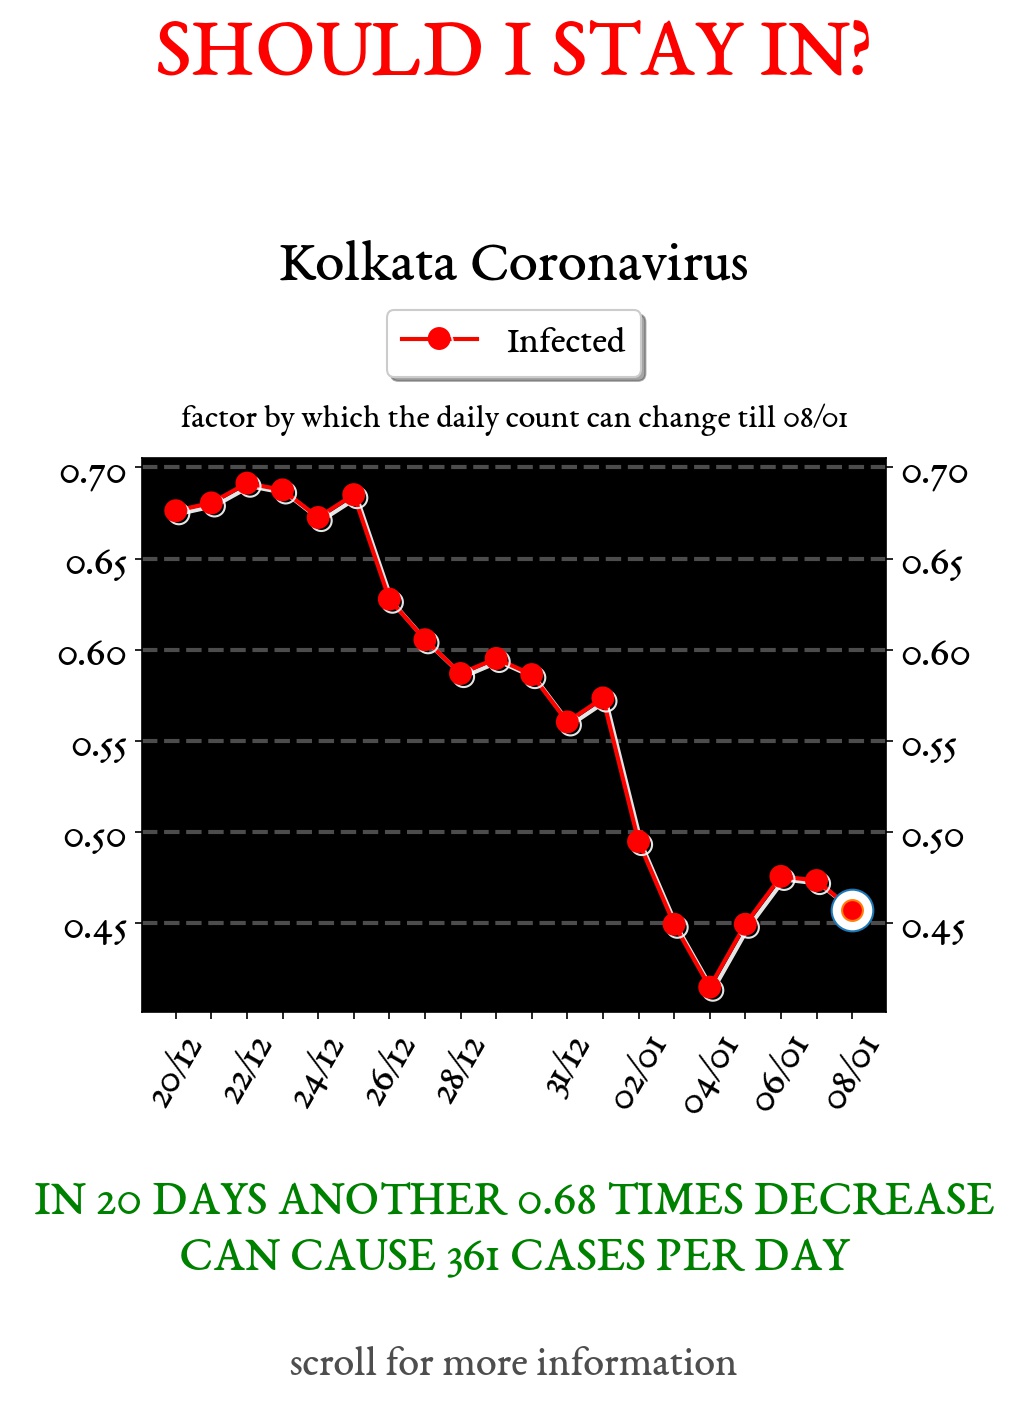 SHOULD I STAY IN?
Kolkata Coronavirus
Infected
factor by which the daily count can change till 08/01
0.70 0.70
0.65 0.65
0.60 0.60
0.55 0.55
0.50 0.50
0.45 0.45
20/12 22/12 24/12 26/12 28/12 31/12 02/01 04/01 06/01 08/01
IN 20 DAYS ANOTHER 0.68 TIMES DECREASE
CAN CAUSE 361 CASES PER DAY
scroll for more information